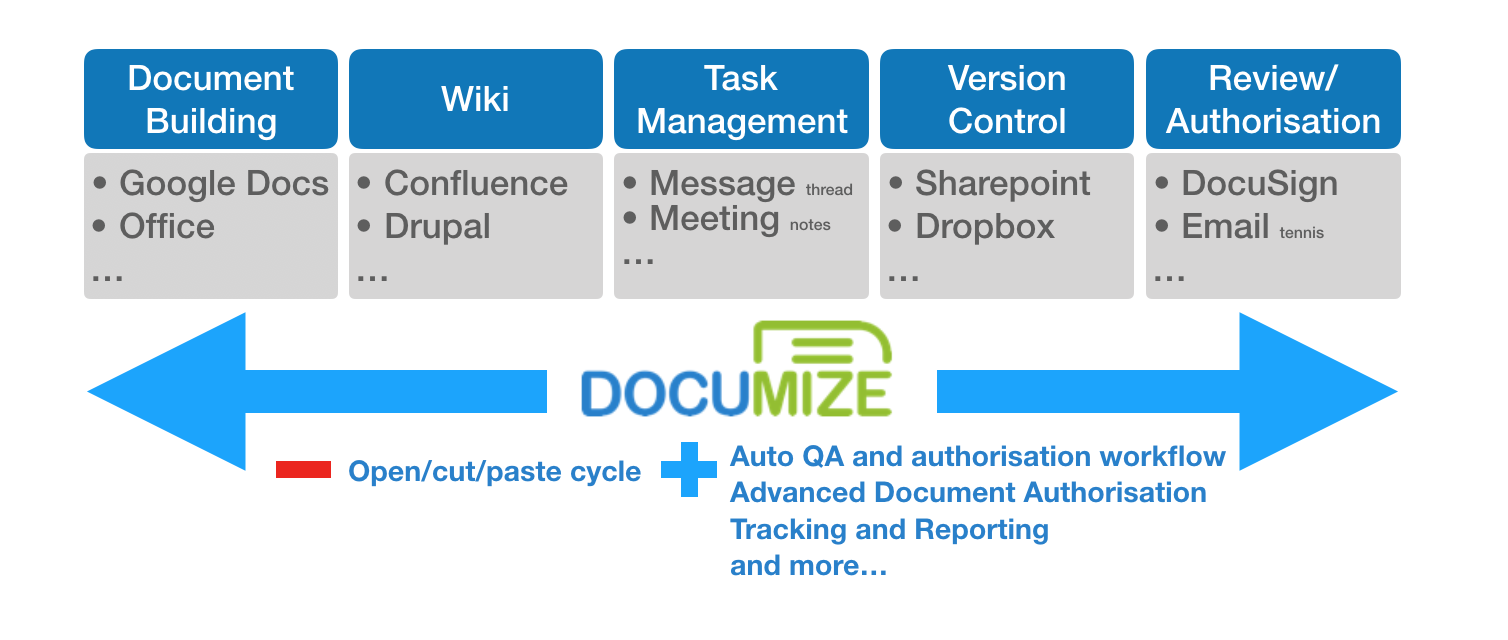 Document
Building
Wiki
Task
Management
Version
Control
Review/
Authorisation
• Google Docs
• Office
…
• Confluence
• Drupal
…
• Message thread
• Meeting notes
…
• Sharepoint
• Dropbox
…
• DocuSign
• Email tennis
…
DOCUMIZE
Open/cut/paste cycle
Auto QA and authorisation workflow
Advanced Document Authorisation
Tracking and Reporting
and more…